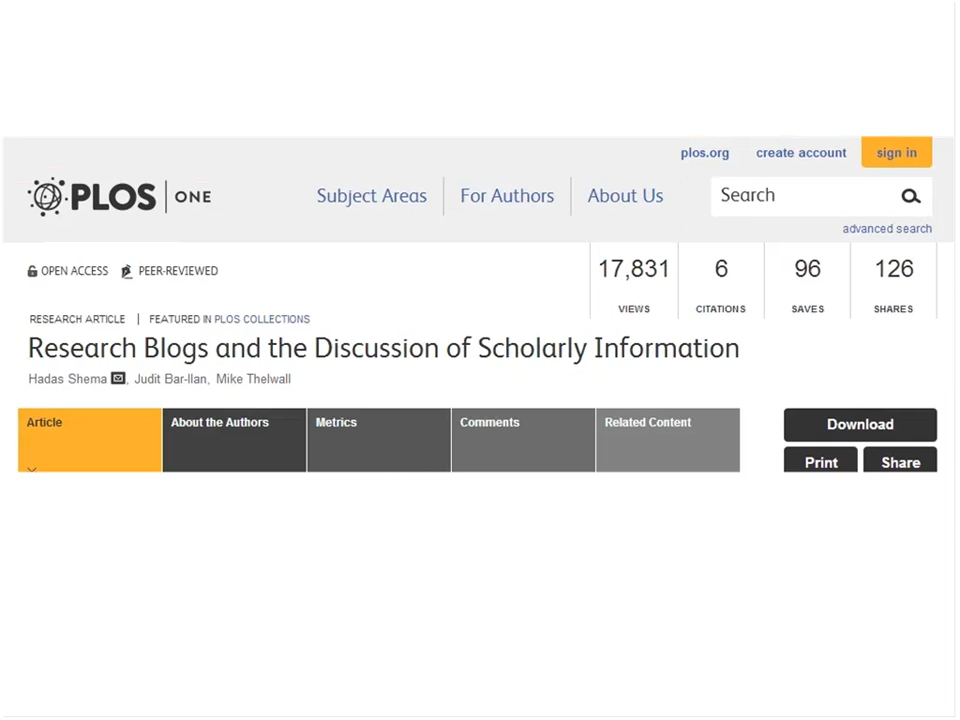 plos.org create account sign in
PLOS ONE Subject Areas For Authors About Us Search
advanced search
OPEN ACCESS PEER-REVIEWED
17,831 6 96 126
VIEWS CITATIONS SAVES SHARES
RESEARCH ARTICLE | FEATURED IN PLOS COLLECTIONS
Research Blogs and the Discussion of Scholarly Information
Hadas Shema , Judit Bar-Ilan, Mike Thelwall
Article About the Authors Metrics Comments Related Content
Download
Print Share